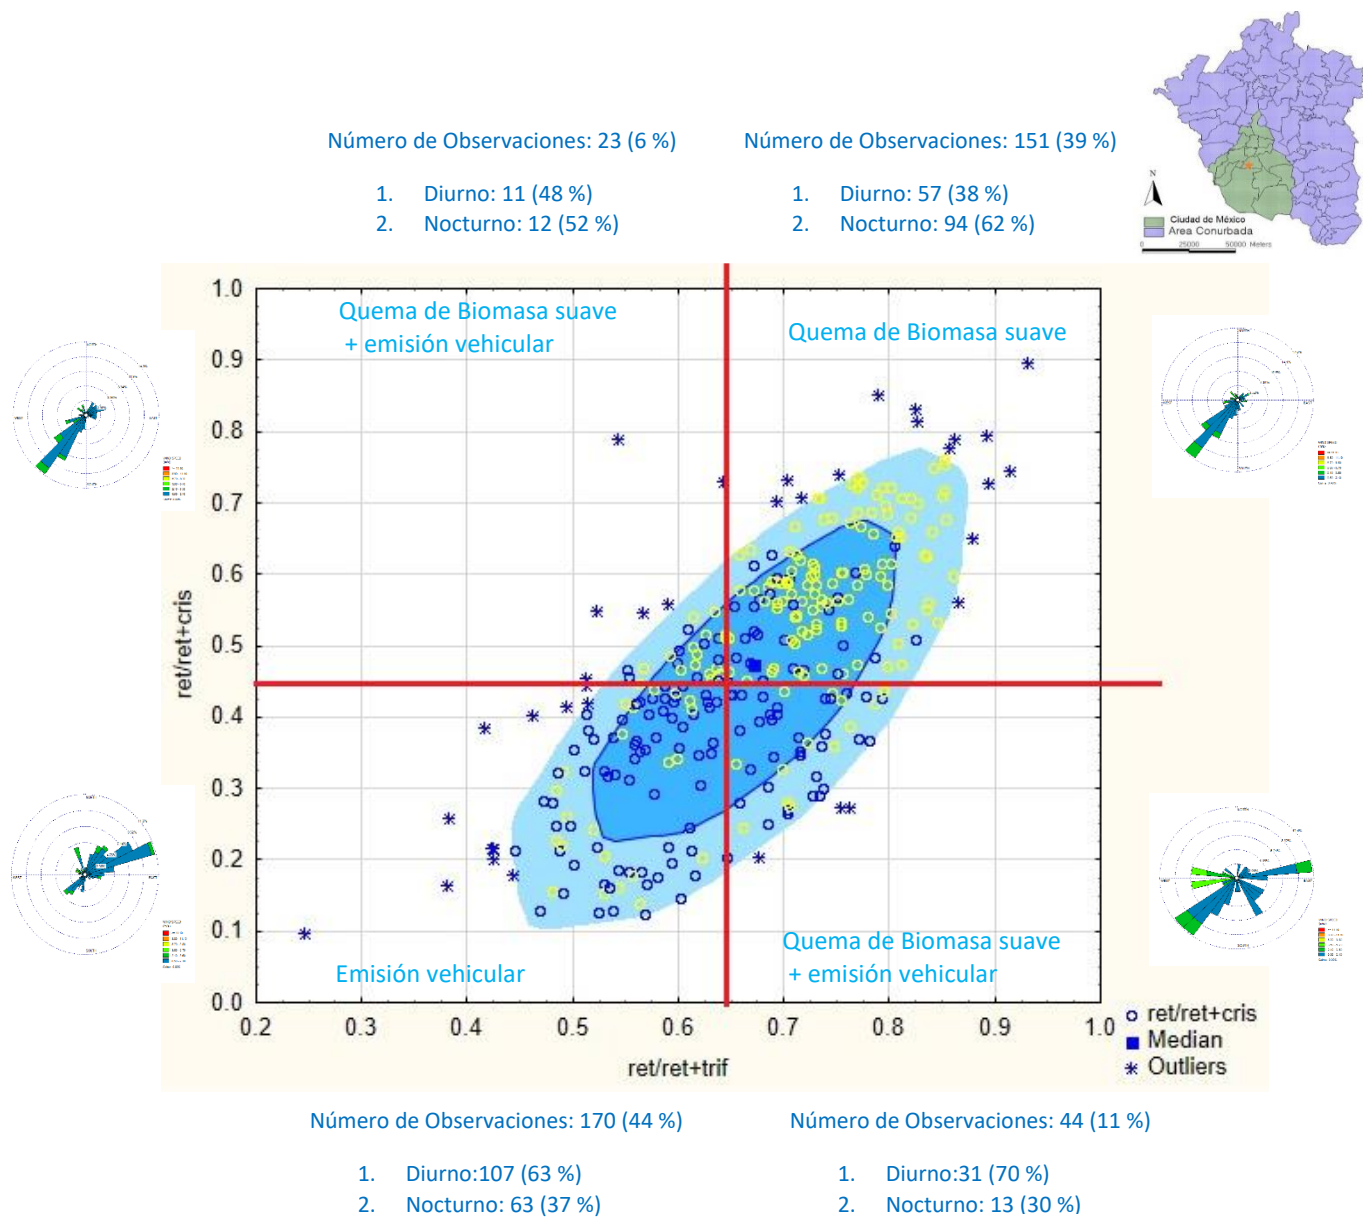 Número de Observaciones: 23 (6 %)
1. Diurno: 11 (48 %)
2. Nocturno: 12 (52 %)
Número de Observaciones: 151 (39 %)
1. Diurno: 57 (38 %)
2. Nocturno: 94 (62 %)
N
Ciudad de México
Area Conurbada
0 25000 50000 Meters
Quema de Biomasa suave
+ emisión vehicular
Quema de Biomasa suave
1.0
0.9
0.8
0.7
0.6
0.5
0.4
0.3
0.2
0.1
0.0
ret/ret+cris
Emisión vehicular
Quema de Biomasa suave
+ emisión vehicular
0.2 0.3 0.4 0.5 0.6 0.7 0.8 0.9 1.0
ret/ret+trif
ret/ret+cris
Median
Outliers
Número de Observaciones: 170 (44 %)
1. Diurno:107 (63 %)
2. Nocturno: 63 (37 %)
Número de Observaciones: 44 (11 %)
1. Diurno:31 (70 %)
2. Nocturno: 13 (30 %)